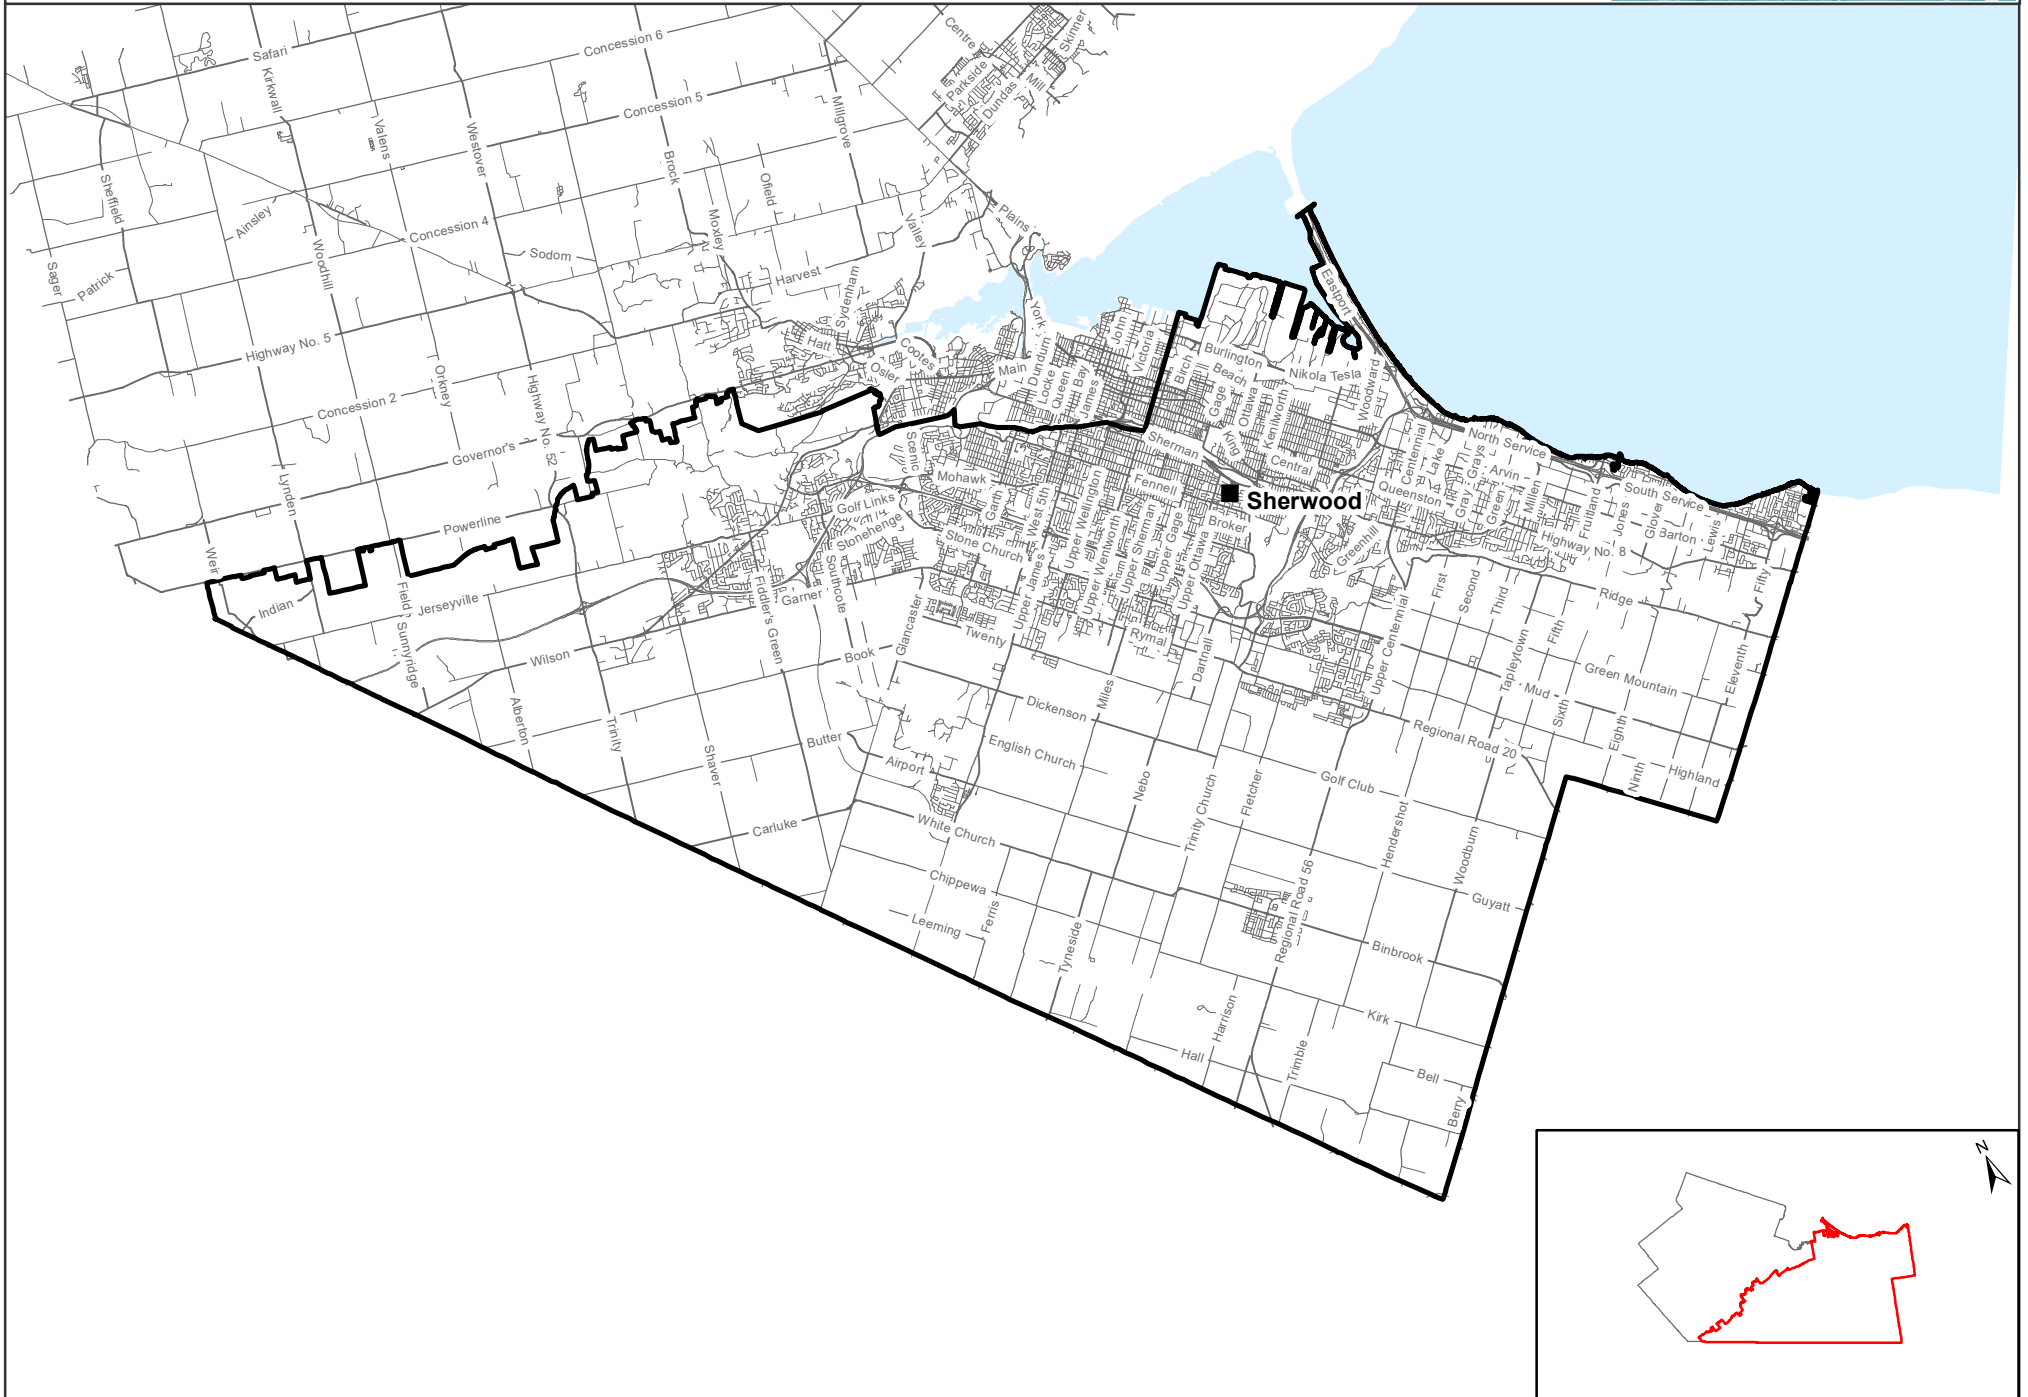 Centre
Skinner
Parkside
Mill
Dundas
Safari
Kirkwall
Concession 6
Concession 5
Valens
Westover
Millgrove
Brock
Ofield
Sheffield
Ainsley
Concession 4
Moxley
Valley
Plains
Sager
Patrick
Woodhill
Sodom
Harvest
Sydenham
York
Eastport
Highway No. 5
Hatt
Cootes
Osler
Main
Dundurn
Locke
Queen
Bay
James
John
Victoria
Birch
Burlington
Beach
Gage
Ottawa
Kenilworth
Nikola Tesla
Woodward
Orkney
Highway No. 52
Concession 2
Governor's
Lynden
Powerline
Weir
Scenic
Mohawk
Sherman
King
Central
Fennell
Sherwood
Broker
Centennial
Lake
Queenston
North Service
Grays
Gray
Green
Arvin
Millen
Fruitland
Jones
Glover
South Service
Barton
Lewis
Highway No. 8
Fifty
Golf Links
Stonehenge
Garth
West 5th
Stone Church
Upper Wellington
Upper Wentworth
Upper Sherman
Upper Gage
Upper Ottawa
Upper James
Greenhill
Indian
Jerseyville
Field
Sunnyridge
Fiddler's Green
Garner
Southcote
Glancaster
Twenty
Rymal
Dartnall
Upper Centennial
First
Second
Third
Ridge
Fifth
Tapleytown
Green Mountain
Eleventh
Wilson
Book
Alberton
Trinity
Shaver
Butter
Airport
Dickenson
Miles
English Church
Nebo
Mud
Sixth
Eighth
Ninth
Highland
Regional Road 20
Golf Club
Carluke
White Church
Trinity Church
Fletcher
Hendershot
Woodburn
Chippewa
Leeming
Ferris
Tyneside
Regional Road 56
Guyatt
Binbrook
Harrison
Kirk
Hall
Trimble
Bell
Berry
N